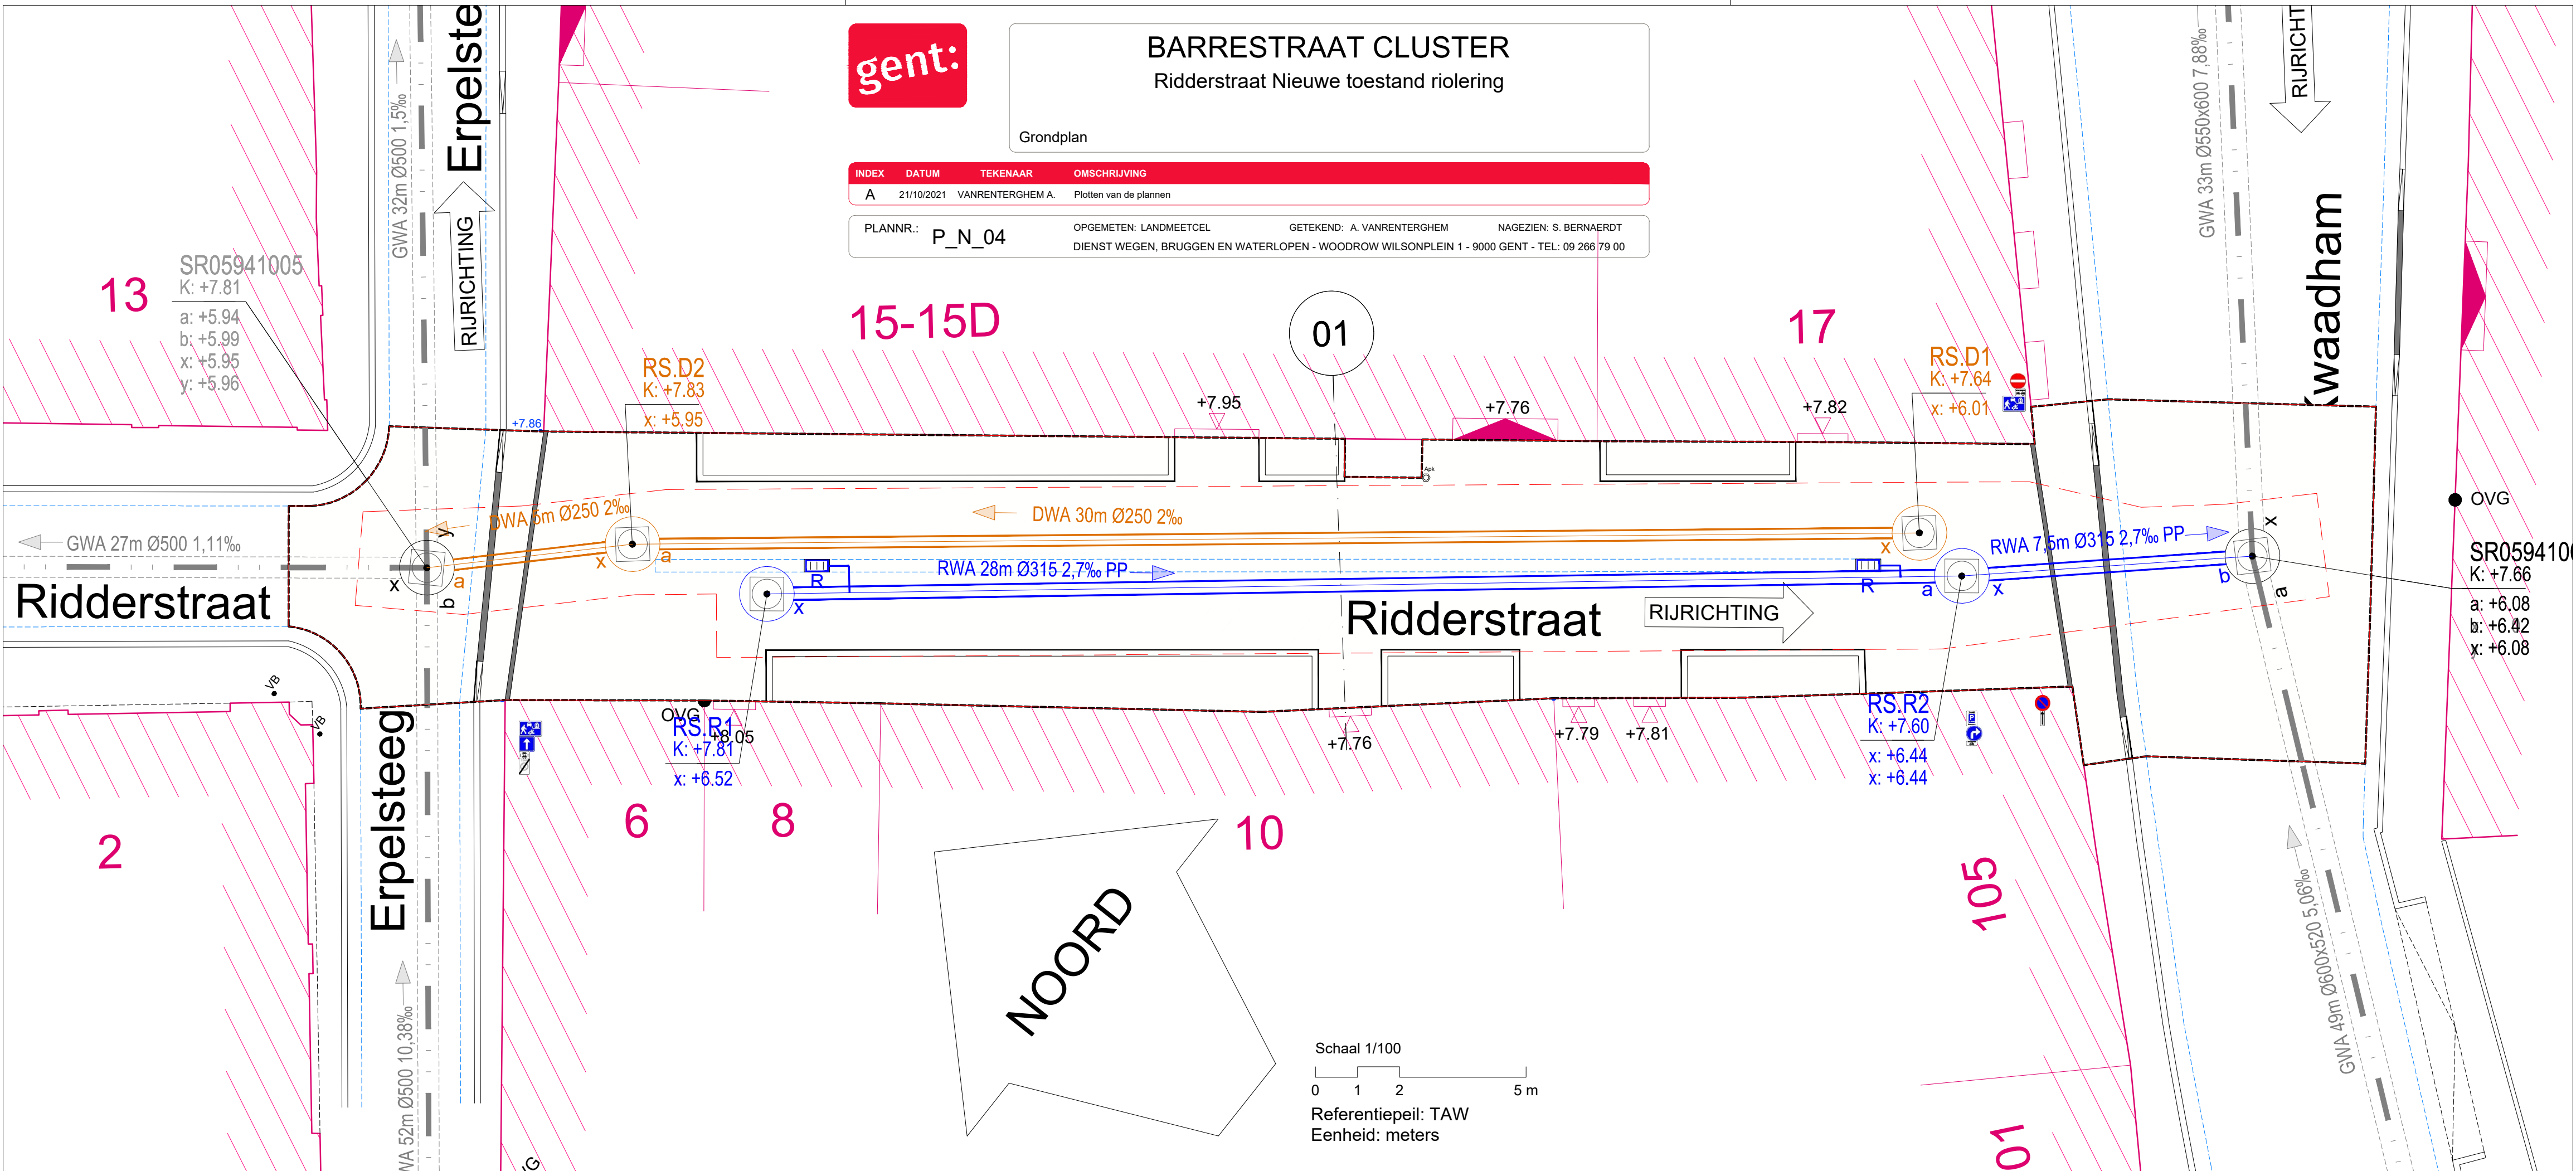 gent:
BARRESTRAAT CLUSTER
Ridderstraat Nieuwe toestand riolering
Grondplan
INDEX DATUM TEKENAAR OMSCHRIJVING
A 21/10/2021 VANRENTERGHEM A. Plotten van de plannen
PLANNR.: P_N_04
OPGEMETEN: LANDMEETCEL GETEKEND: A. VANRENTERGHEM NAGEZIEN: S. BERNAERDT
DIENST WEGEN, BRUGGEN EN WATERLOPEN - WOODROW WILSONPLEIN 1 - 9000 GENT - TEL: 09 266 79 00
Erpelste
GWA 32m Ø500 1,5‰
RIJRICHTING
GWA 33m Ø550x600 7,88‰
RIJRICHT
Kwaadham
13
SR05941005
K: +7.81
a: +5.94
b: +5.99
x: +5.95
y: +5.96
15-15D
01
17
RS.D2
K: +7.83
x: +5.95
RS.D1
K: +7.64
x: +6.01
+7.86
+7.95
+7.76
+7.82
Apk
OVG
DWA 5m Ø250 2‰
DWA 30m Ø250 2‰
y
x
a
x
GWA 27m Ø500 1,11‰
x
a
b
R
RWA 28m Ø315 2,7‰ PP
R
a
x
RWA 7,5m Ø315 2,7‰ PP
x
b
a
x
SR0594100
K: +7.66
a: +6.08
b: +6.42
x: +6.08
Ridderstraat
Ridderstraat
RIJRICHTING
VB
VB
OVG
RS.R1
+8.05
K: +7.81
x: +6.52
+7.76
+7.79
+7.81
RS.R2
K: +7.60
x: +6.44
x: +6.44
P
Erpelsteeg
2
6
8
10
105
NOORD
WA 52m Ø500 10,38‰
GWA 49m Ø600x520 5,06‰
Schaal 1/100
0 1 2 5 m
Referentiepeil: TAW
Eenheid: meters
01
VG